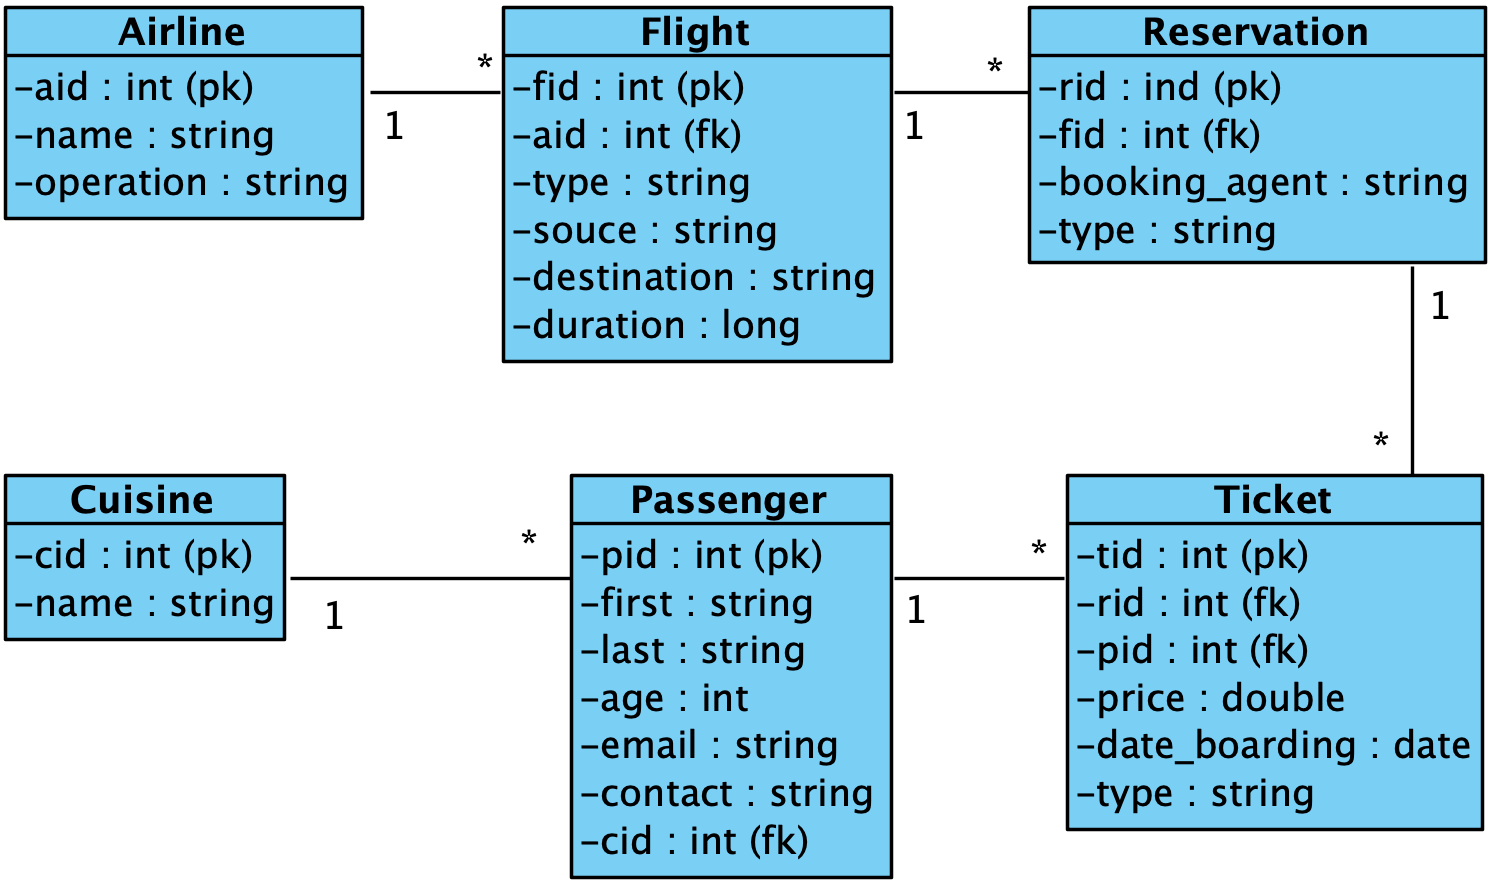 Airline
-aid : int (pk)
-name : string
-operation : string
1
*
Flight
-fid : int (pk)
-aid : int (fk)
-type : string
-souce : string
-destination : string
-duration : long
1
*
Reservation
-rid : ind (pk)
-fid : int (fk)
-booking_agent : string
-type : string
1
*
Cuisine
-cid : int (pk)
-name : string
1
*
Passenger
-pid : int (pk)
-first : string
-last : string
-age : int
-email : string
-contact : string
-cid : int (fk)
1
*
Ticket
-tid : int (pk)
-rid : int (fk)
-pid : int (fk)
-price : double
-date_boarding : date
-type : string